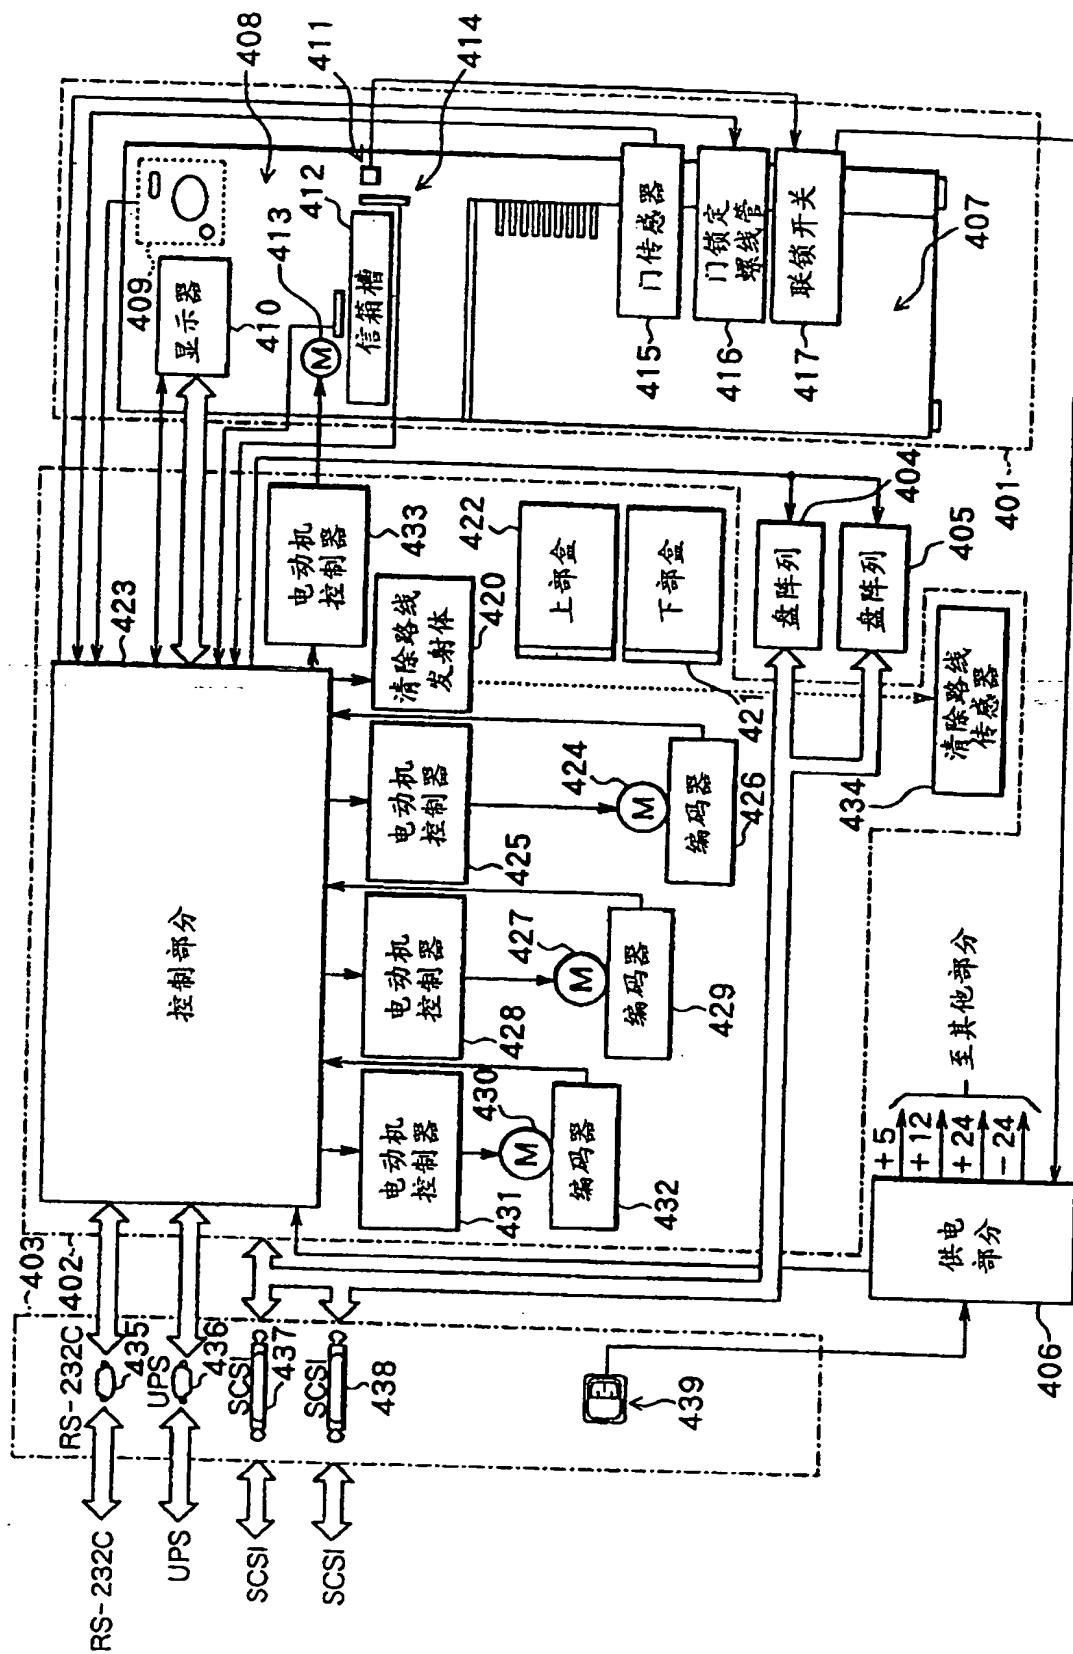 RS-232C
UPS
SCSI
SCSI
RS-232C
435
UPS
436
SCSI
437
SCSI
438
439
403
402
控制部分
423
电动机
控制器
431
M
430
编码器
432
电动机
控制器
428
M
427
编码器
429
电动机
控制器
425
M
424
编码器
426
清除路线
发射体
420
电动机
控制器
433
上部盒
422
下部盒
421
盘阵列
404
盘阵列
405
清除路线
传感器
434
供电
部分
406
+5
+12
+24
-24
至其他部分
显示器
410
409
408
M
413
信箱槽
412
411
414
门传感器
415
门锁定
螺线管
416
联锁开关
417
407
401